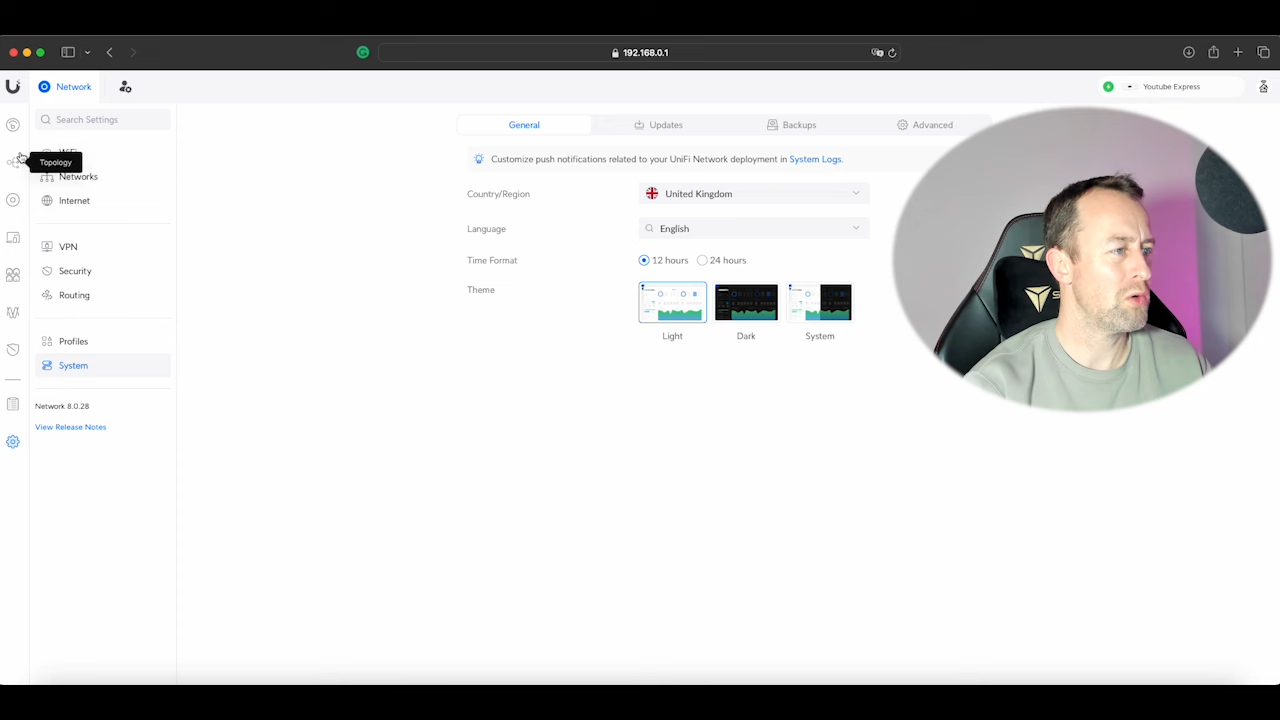 192.168.0.1
Network
Youtube Express
Search Settings
General
Updates
Backups
Advanced
WiFi
Topology
Customize push notifications related to your UniFi Network deployment in System Logs.
Networks
Country/Region
United Kingdom
Internet
Language
English
VPN
Time Format
12 hours
24 hours
Security
Theme
Routing
Light
Dark
System
Profiles
System
Network 8.0.28
View Release Notes